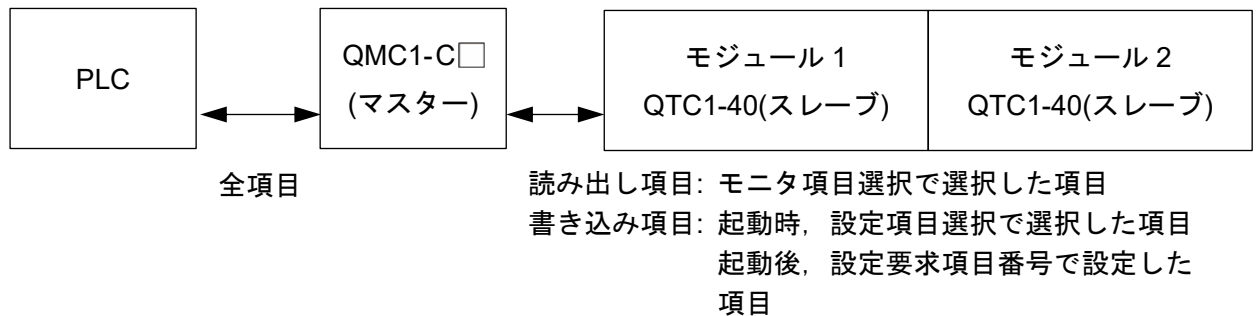 PLC
QMC1-C□
(マスター)
モジュール 1
QTC1-40(スレーブ)
モジュール 2
QTC1-40(スレーブ)
全項目
読み出し項目: モニタ項目選択で選択した項目
書き込み項目: 起動時, 設定項目選択で選択した項目
起動後, 設定要求項目番号で設定した
項目